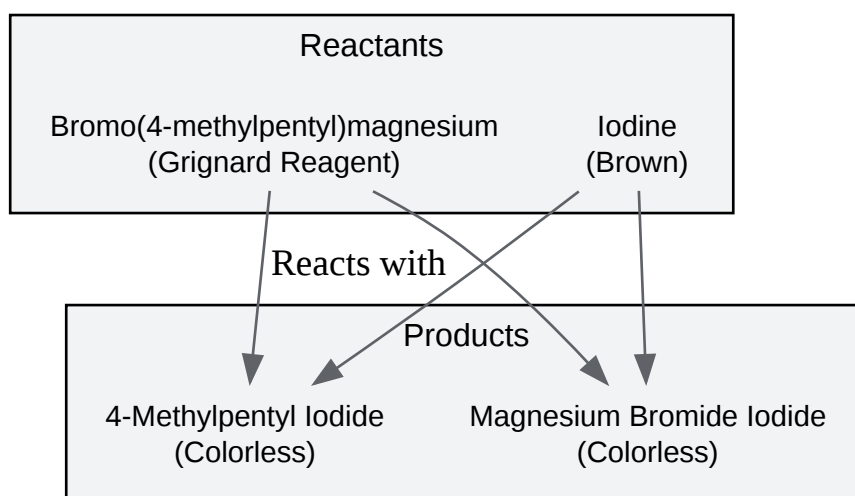 Reactants
Bromo(4-methylpentyl)magnesium
(Grignard Reagent)
Iodine
(Brown)
Reacts with
Products
4-Methylpentyl Iodide
(Colorless)
Magnesium Bromide Iodide
(Colorless)